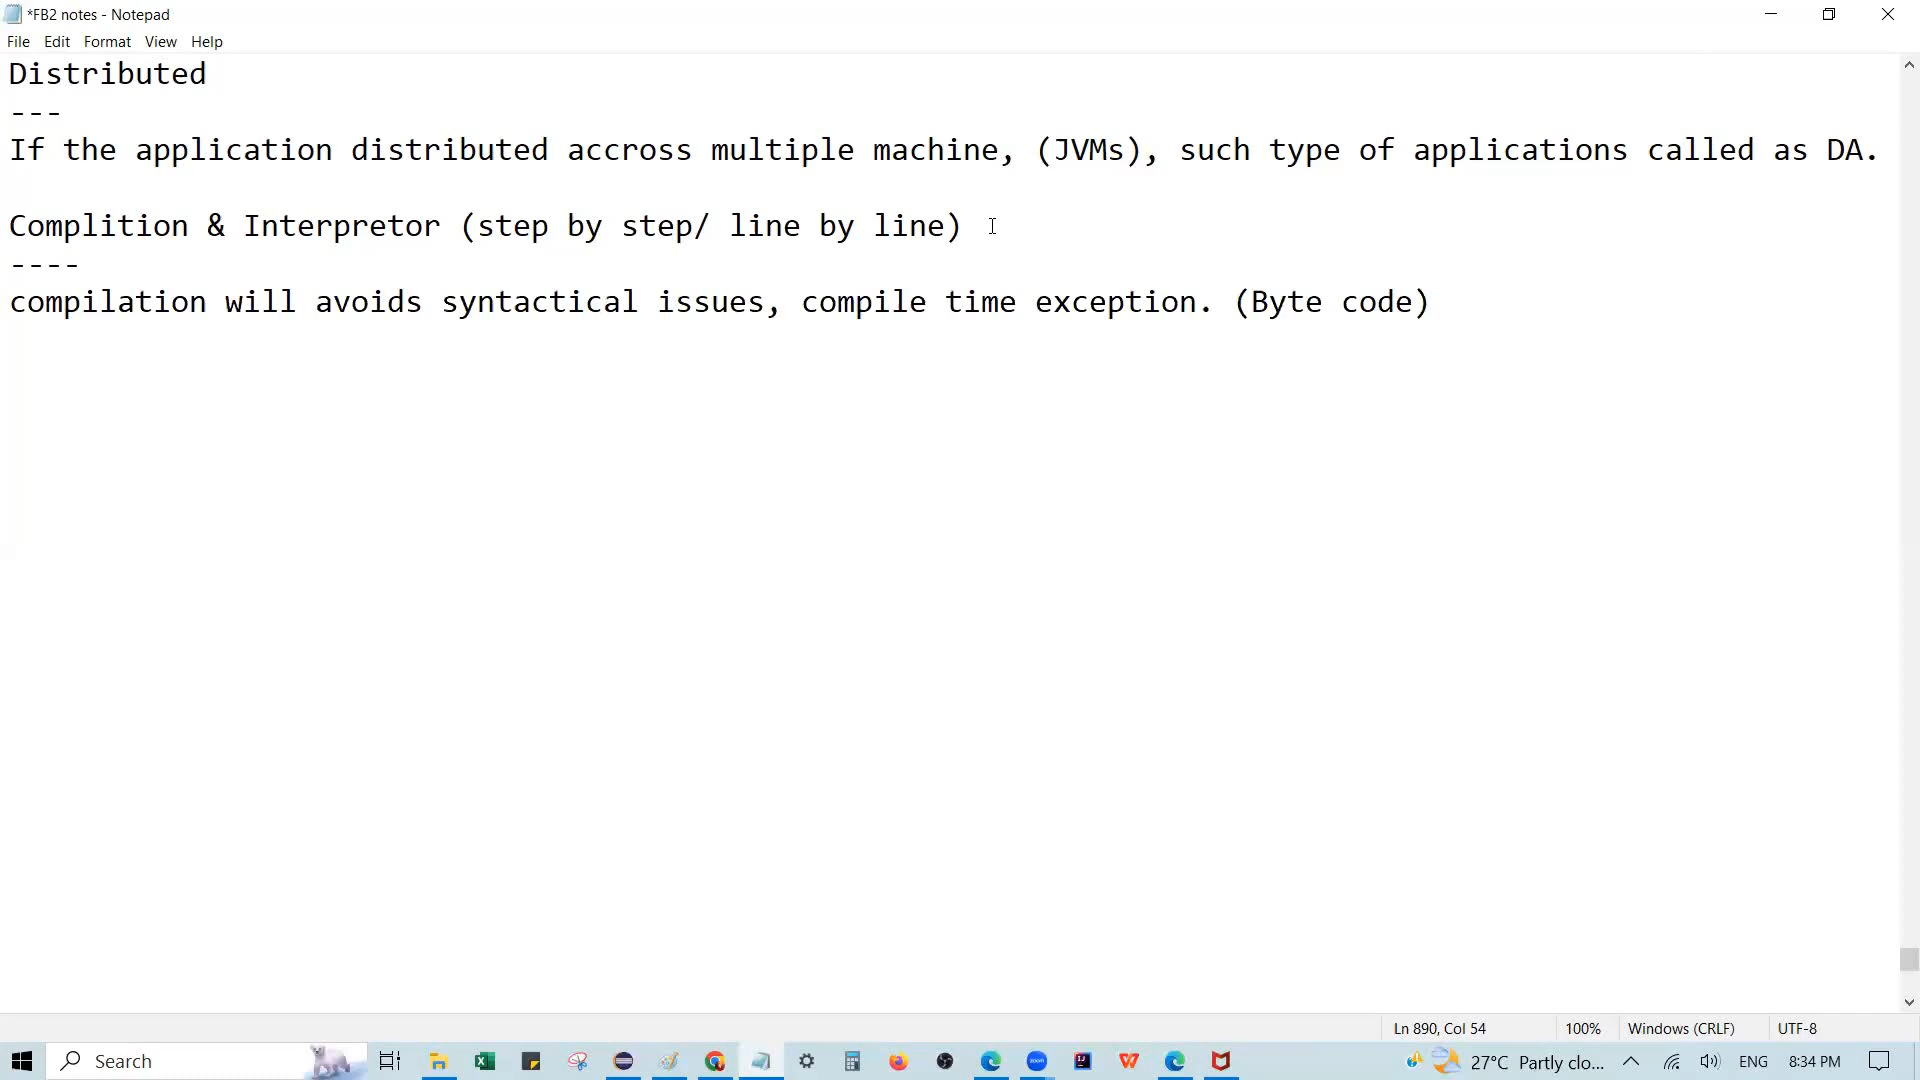 *FB2 notes - Notepad
File Edit Format View Help
Distributed
---
If the application distributed accross multiple machine, (JVMs), such type of applications called as DA.
Complition & Interpretor (step by step/ line by line)
----
compilation will avoids syntactical issues, compile time exception. (Byte code)
Ln 890, Col 54 100% Windows (CRLF) UTF-8
Search 27°C Partly clo... ENG 8:34 PM